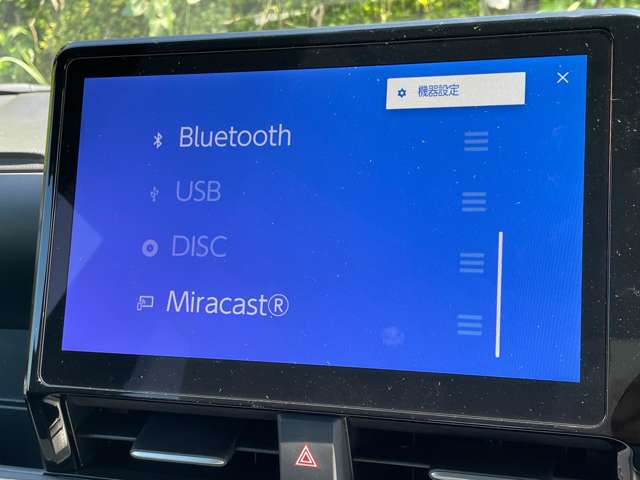 機器設定
Bluetooth
USB
DISC
Miracast®